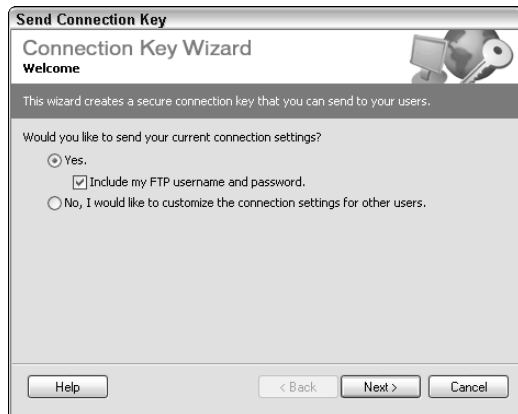 Send Connection Key
Connection Key Wizard
Welcome
This wizard creates a secure connection key that you can send to your users.
Would you like to send your current connection settings?
Yes.
Include my FTP username and password.
No, I would like to customize the connection settings for other users.
Help
< Back
Next >
Cancel